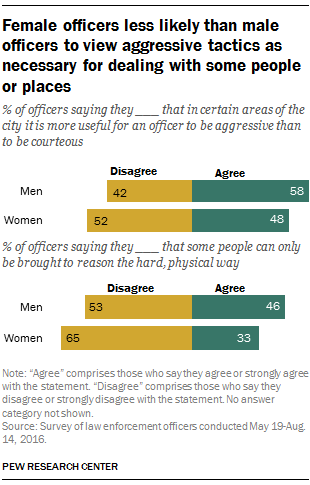 Female officers less likely than male
officers to view aggressive tactics as
necessary for dealing with some people
or places
% of officers saying they ____ that in certain areas of the
city it is more useful for an officer to be aggressive than
to be courteous
Disagree Agree
Men 42 58
Women 52 48
% of officers saying they ____ that some people can only
be brought to reason the hard, physical way
Disagree Agree
Men 53 46
Women 65 33
Note: “Agree” comprises those who say they agree or strongly agree
with the statement. “Disagree” comprises those who say they
disagree or strongly disagree with the statement. No answer
category not shown.
Source: Survey of law enforcement officers conducted May 19-Aug.
14, 2016.
PEW RESEARCH CENTER